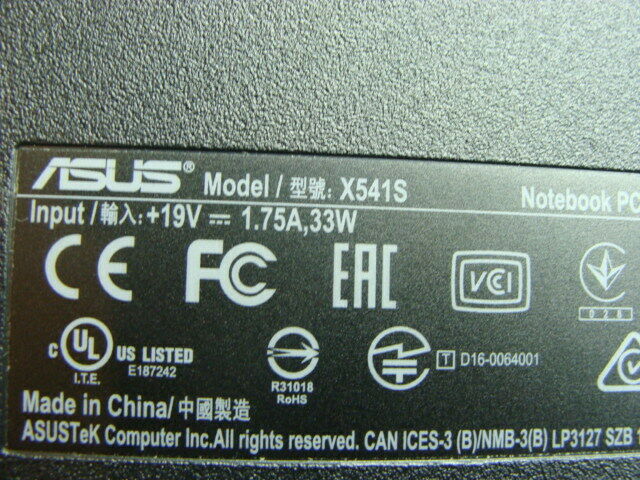 ASUS® Model / 型號: X541S Notebook PC
Input / 輸入: +19V ⎓ 1.75A,33W
CE FC EAC VCCI
028
c UL US LISTED
I.T.E. E187242
R31018
RoHS
T D16-0064001
Made in China/ 中國製造
ASUSTeK Computer Inc.All rights reserved. CAN ICES-3 (B)/NMB-3(B) LP3127 SZB